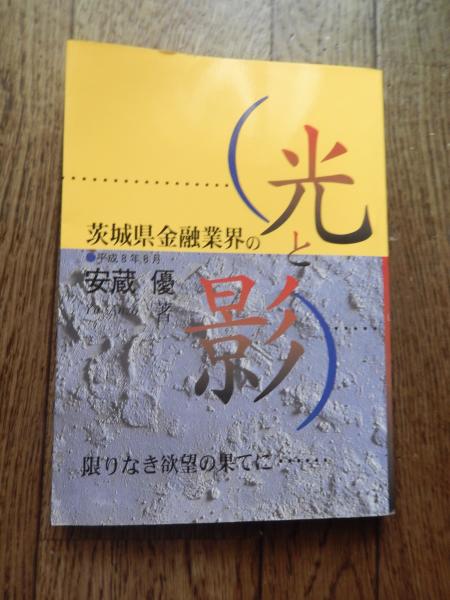 茨城県金融業界の
(光と影)
●平成8年8月
安蔵 優
著
限りなき欲望の果てに……